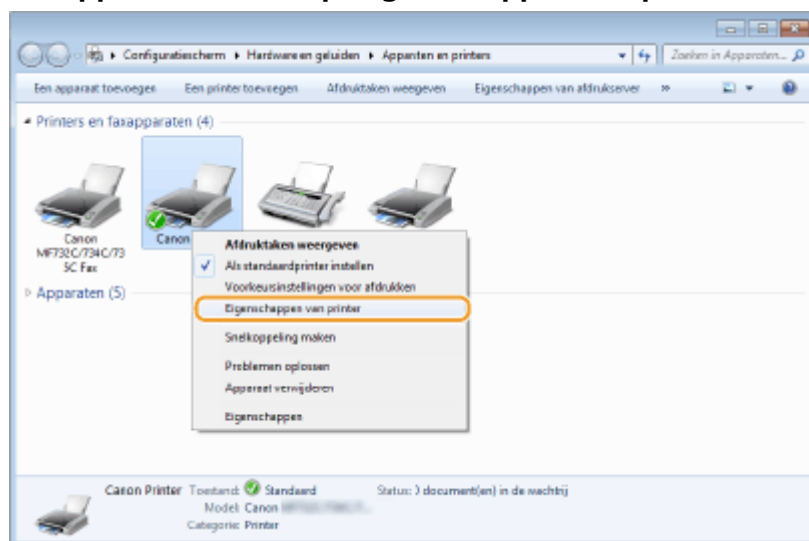 Configuratiescherm ▸ Hardware en geluiden ▸ Apparaten en printers
Zoeken in Apparaten...
Een apparaat toevoegen Een printer toevoegen Afdruktaken weergeven Eigenschappen van afdrukserver »
Printers en faxapparaten (4)
Canon
MF732C/734C/73
5C Fax
Canon
Afdruktaken weergeven
Als standaardprinter instellen
Voorkeursinstellingen voor afdrukken
Eigenschappen van printer
Snelkoppeling maken
Problemen oplossen
Apparaat verwijderen
Eigenschappen
Apparaten (5)
Canon Printer Toestand: Standaard Status: document(en) in de wachtrij
Model: Canon
Categorie: Printer